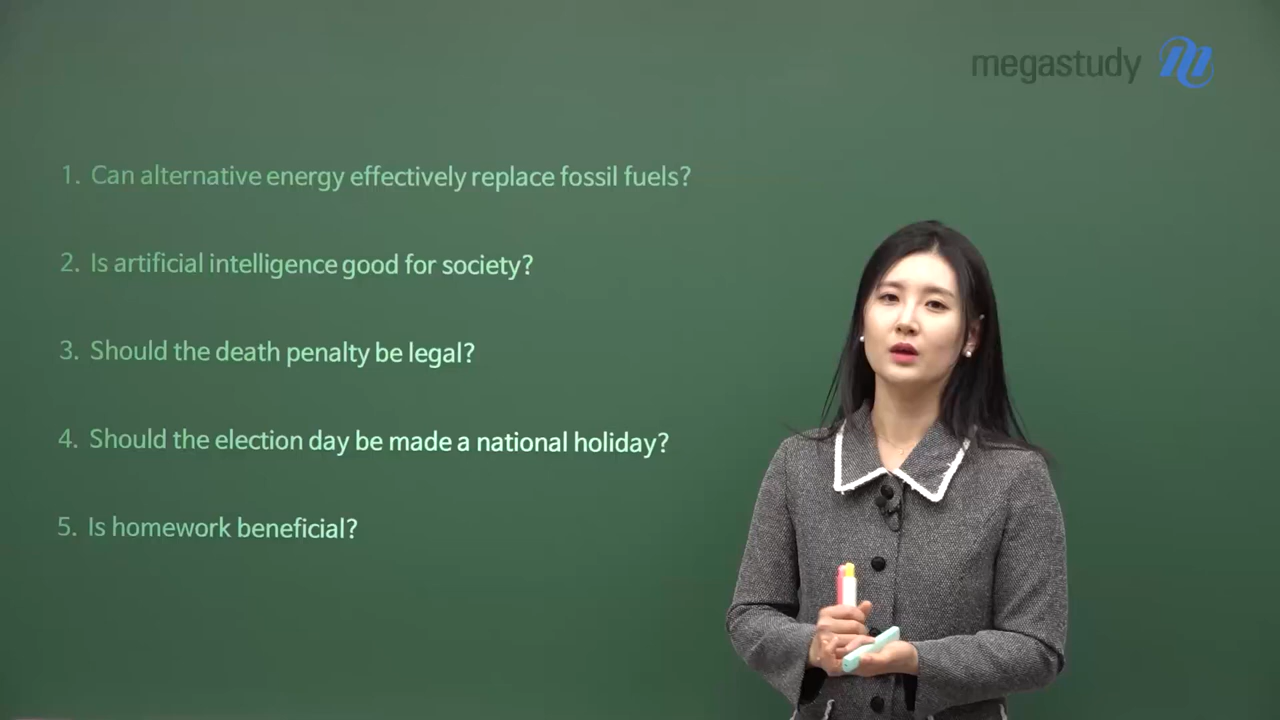 megastudy
1. Can alternative energy effectively replace fossil fuels?
2. Is artificial intelligence good for society?
3. Should the death penalty be legal?
4. Should the election day be made a national holiday?
5. Is homework beneficial?